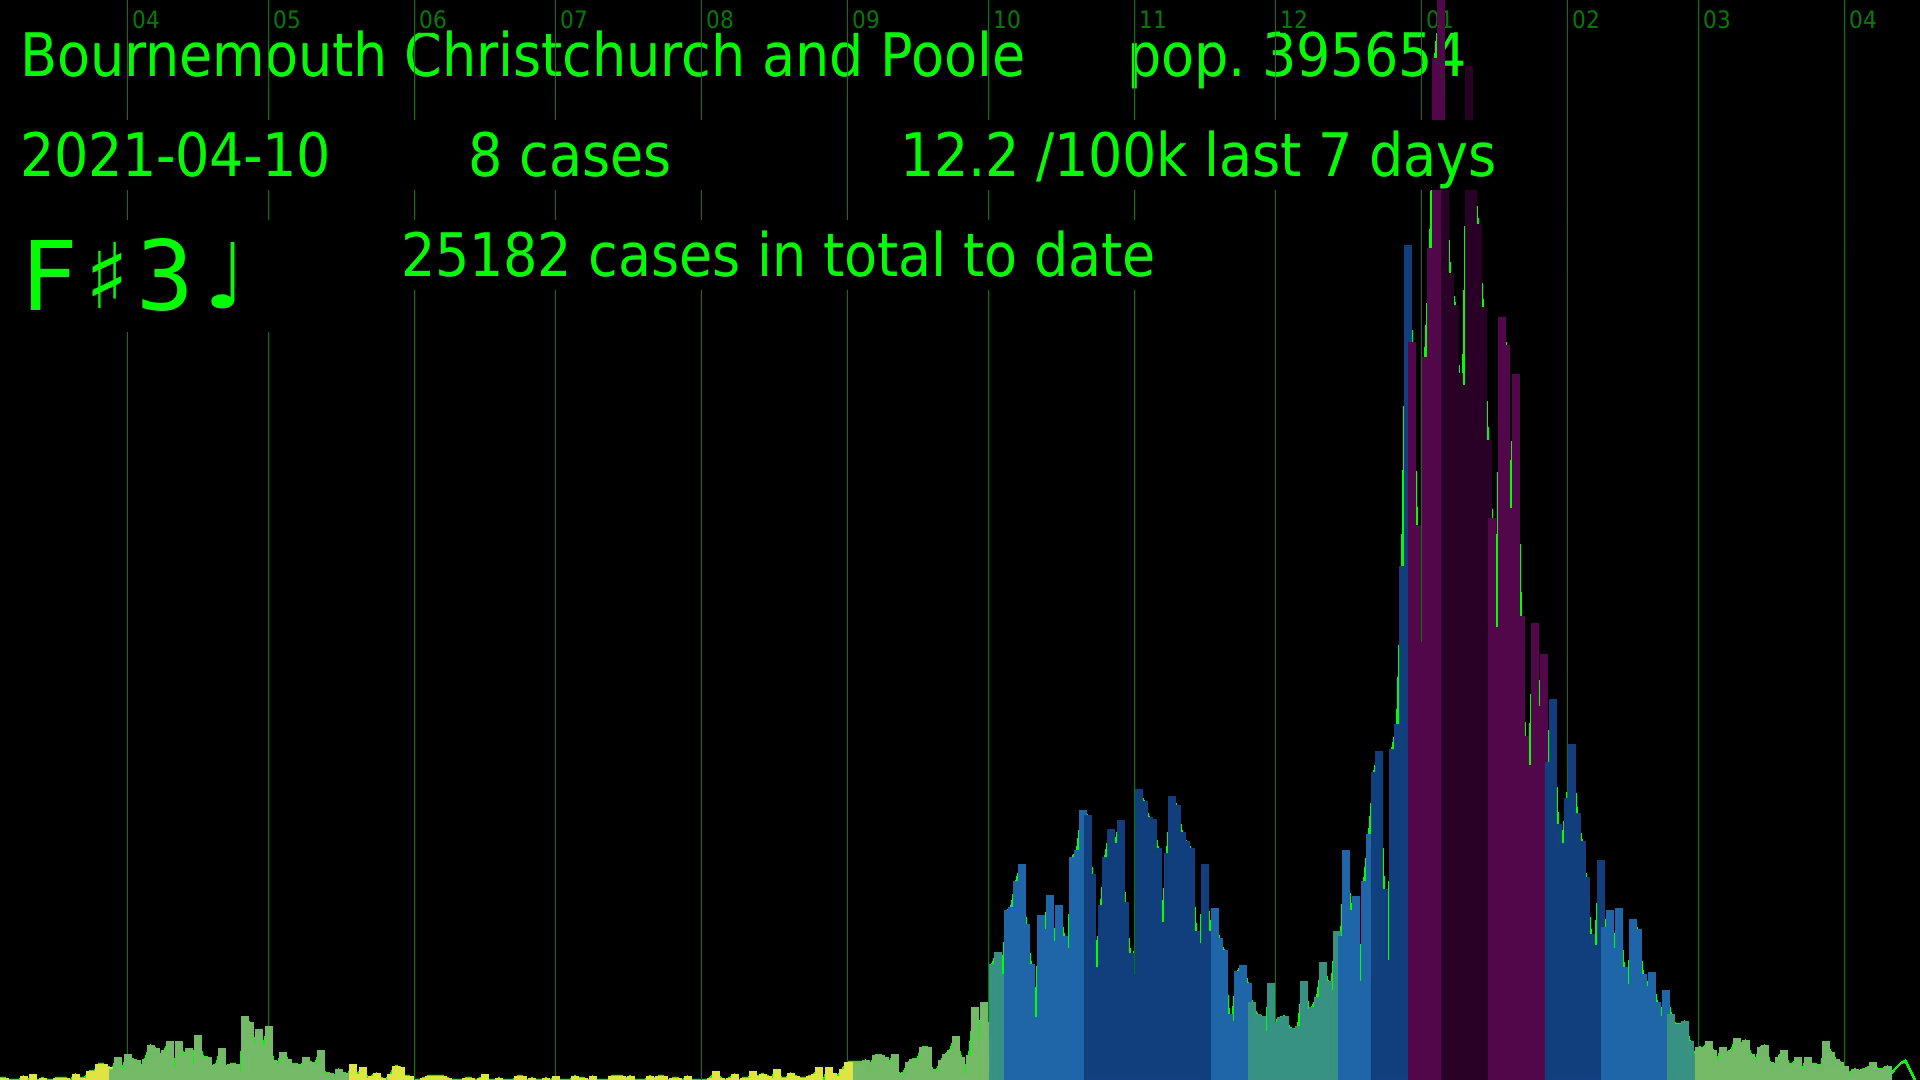 04 05 06 07 08 09 10 11 12 01 02 03 04
Bournemouth Christchurch and Poole pop. 395654
2021-04-10 8 cases 12.2 /100k last 7 days
F♯3♩ 25182 cases in total to date